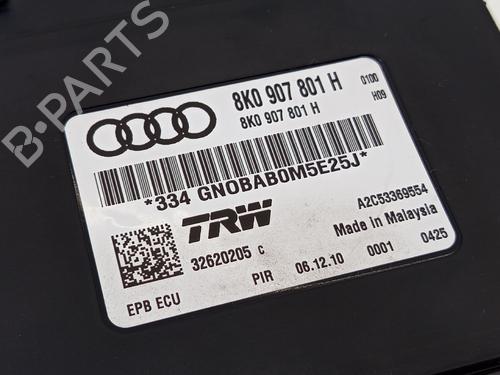 8K0 907 801 H 0100
8K0 907 801 H H09
*334 GNOBAB0M5E25J*
TRW A2C53369554
32620205 C Made in Malaysia
EPB ECU PIR 06.12.10 0001 0425
B-PARTS